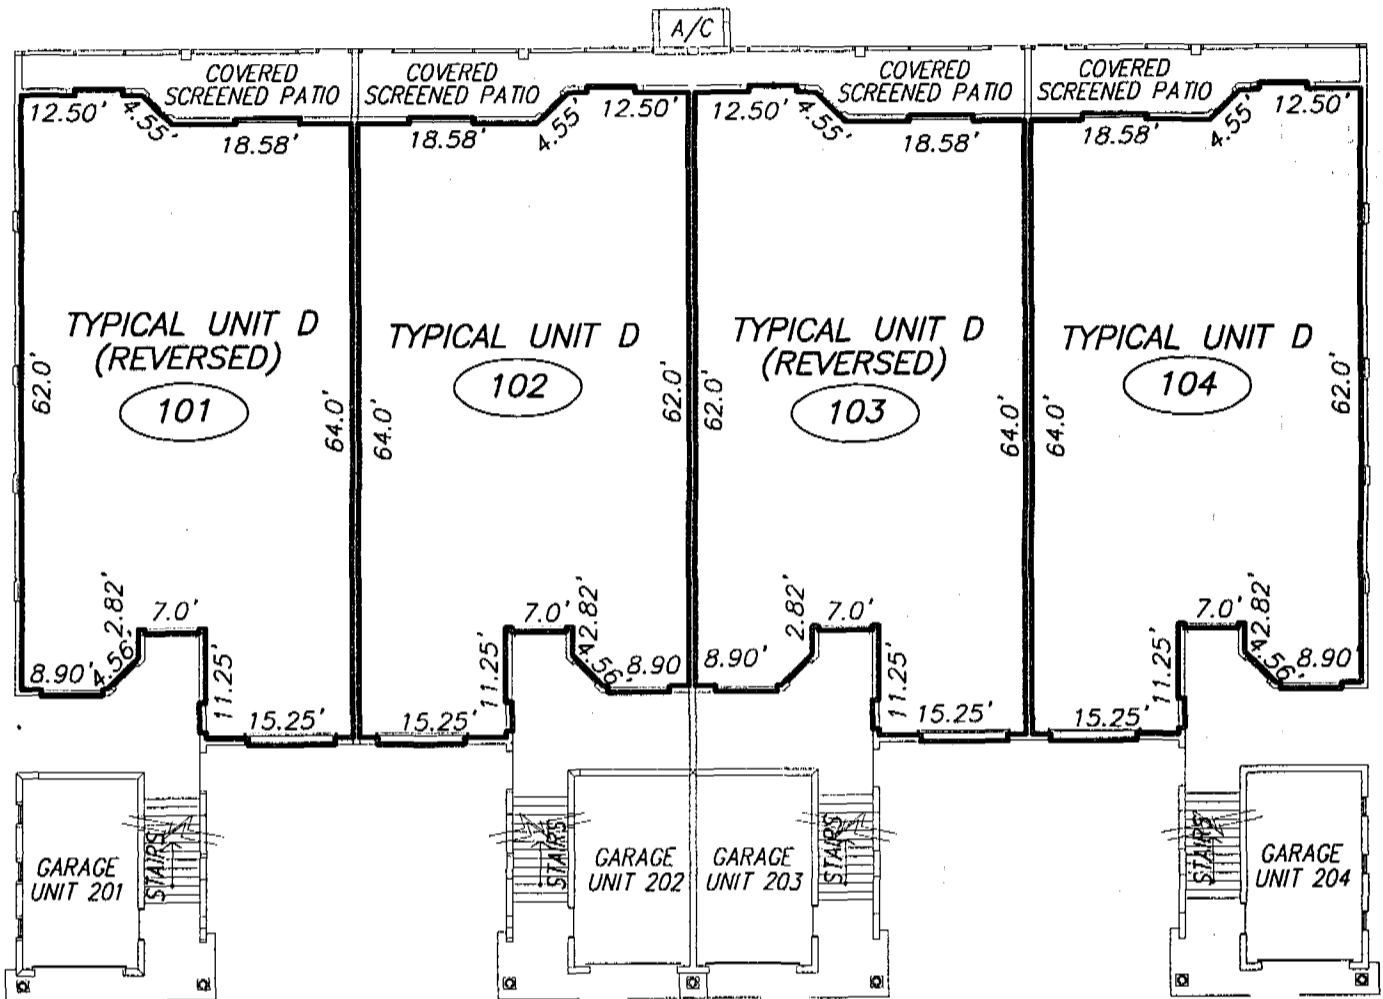 A/C
COVERED
SCREENED PATIO
COVERED
SCREENED PATIO
COVERED
SCREENED PATIO
COVERED
SCREENED PATIO
12.50'
4.55'
18.58'
18.58'
4.55'
12.50'
12.50'
4.55'
18.58'
18.58'
4.55'
12.50'
TYPICAL UNIT D
(REVERSED)
101
TYPICAL UNIT D
102
TYPICAL UNIT D
(REVERSED)
103
TYPICAL UNIT D
104
62.0'
64.0'
64.0'
62.0'
62.0'
64.0'
64.0'
62.0'
8.90'
4.56'
2.82'
7.0'
11.25'
15.25'
15.25'
11.25'
7.0'
2.82'
4.56'
8.90
8.90'
2.82'
7.0'
11.25'
15.25'
15.25'
11.25'
7.0'
2.82'
4.56'
8.90'
GARAGE
UNIT 201
STAIRS
STAIRS
GARAGE
UNIT 202
GARAGE
UNIT 203
STAIRS
STAIRS
GARAGE
UNIT 204